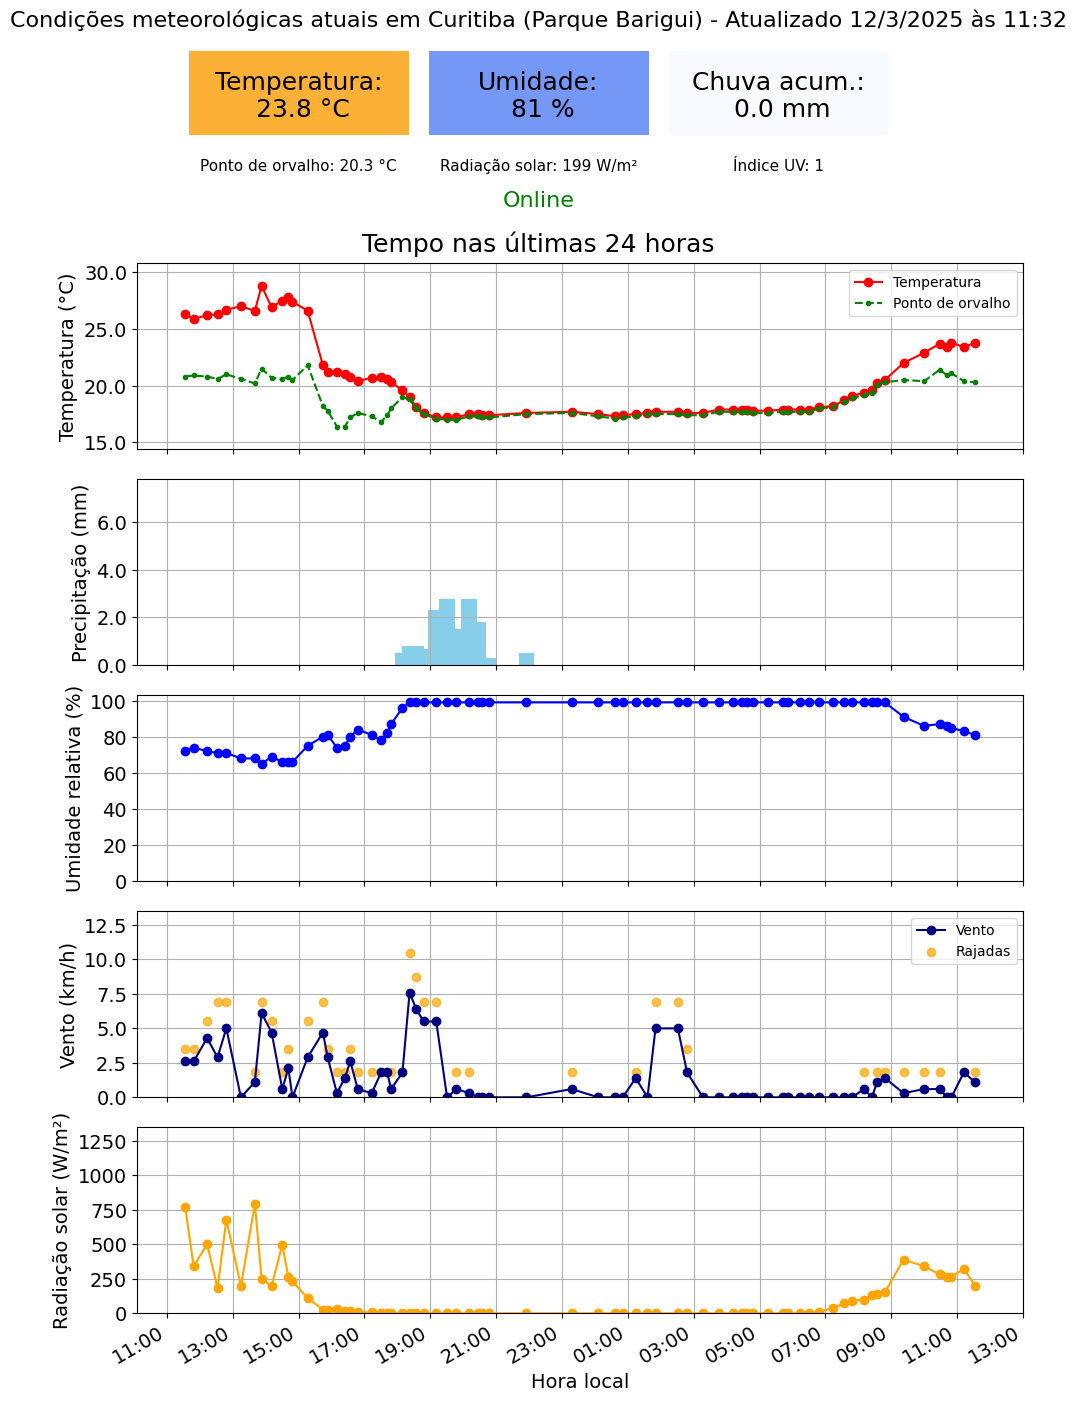 Condições meteorológicas atuais em Curitiba (Parque Barigui) - Atualizado 12/3/2025 às 11:32
Temperatura:
23.8 °C
Umidade:
81 %
Chuva acum.:
0.0 mm
Ponto de orvalho: 20.3 °C
Radiação solar: 199 W/m²
Índice UV: 1
Online
Tempo nas últimas 24 horas
Temperatura (°C)
30.0
25.0
20.0
15.0
Temperatura
Ponto de orvalho
Precipitação (mm)
6.0
4.0
2.0
0.0
Umidade relativa (%)
100
80
60
40
20
0
Vento (km/h)
12.5
10.0
7.5
5.0
2.5
0.0
Vento
Rajadas
Radiação solar (W/m²)
1250
1000
750
500
250
0
11:00
13:00
15:00
17:00
19:00
21:00
23:00
01:00
03:00
05:00
07:00
09:00
11:00
13:00
Hora local